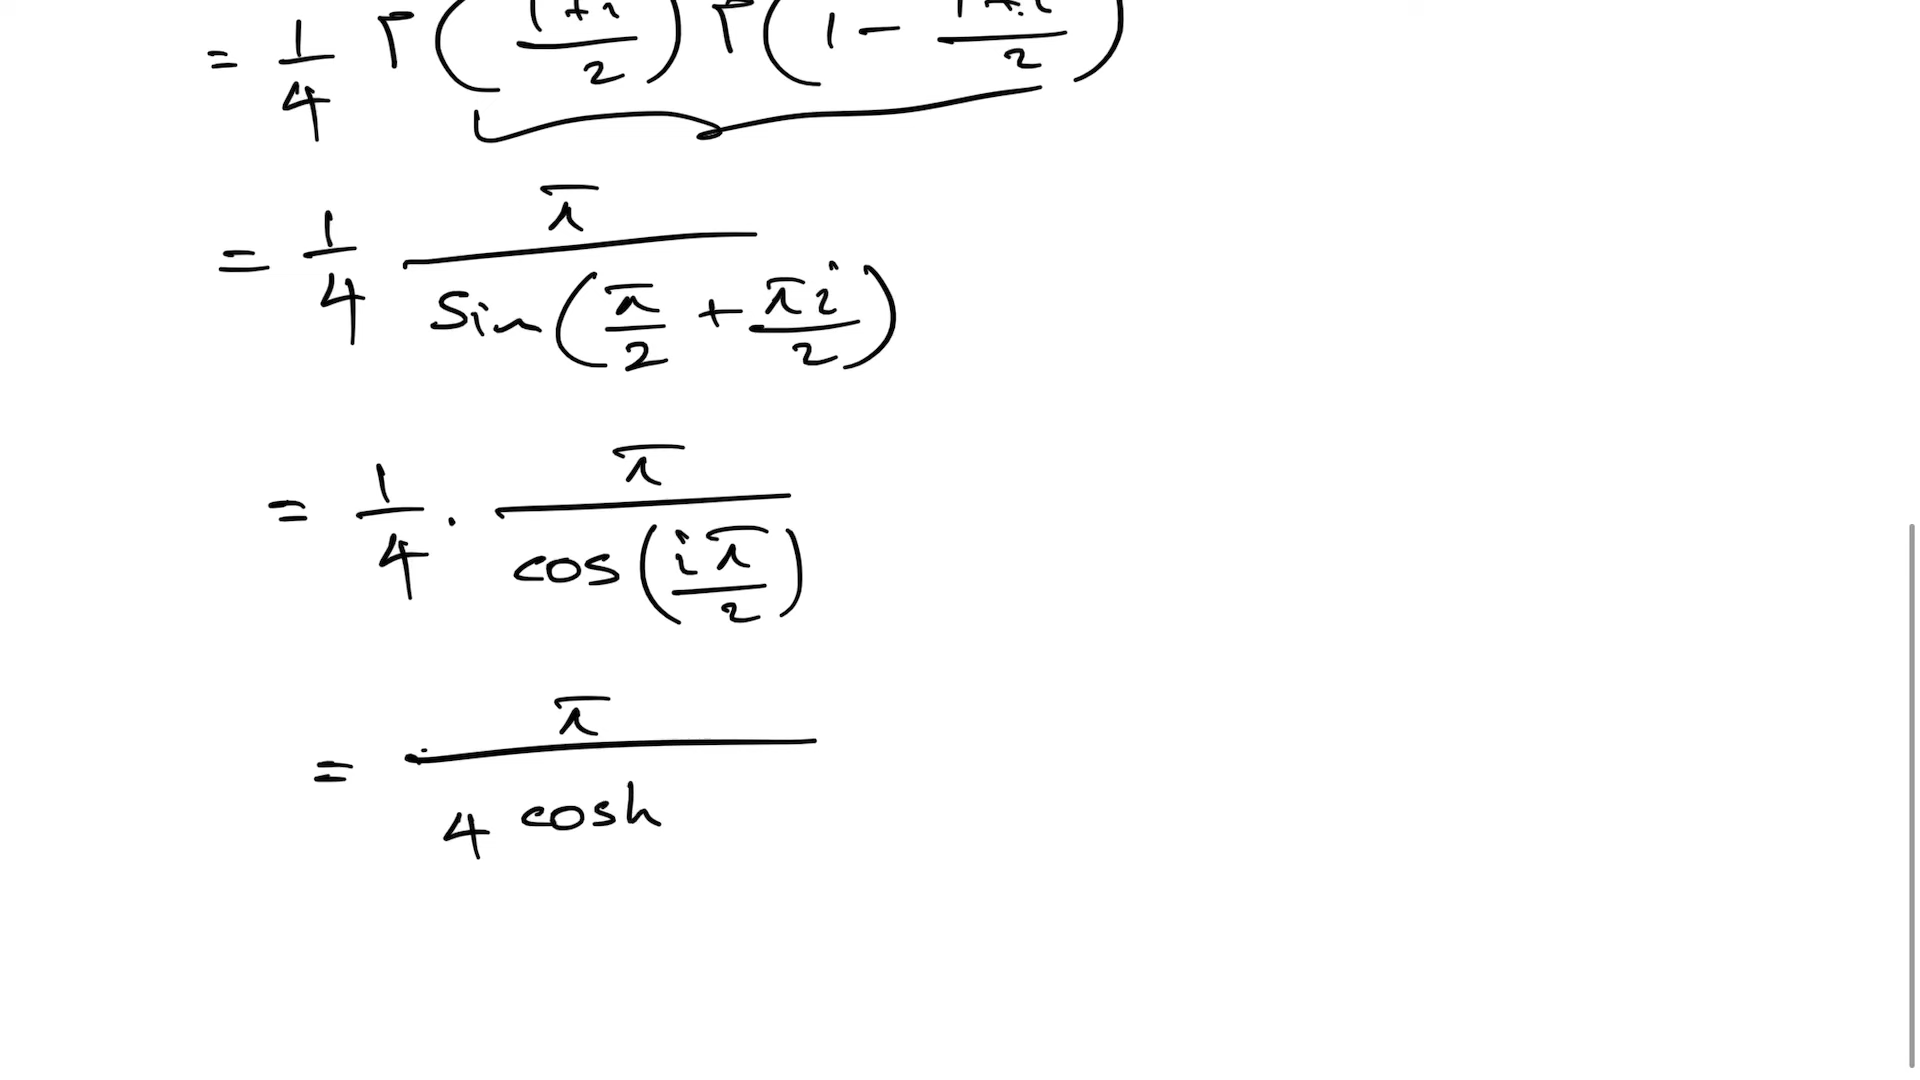 = 1/4 Γ((1+i)/2) Γ(1 - (1+i)/2)
= 1/4 π/sin(π/2 + πi/2)
= 1/4 · π/cos(iπ/2)
= π/(4 cosh